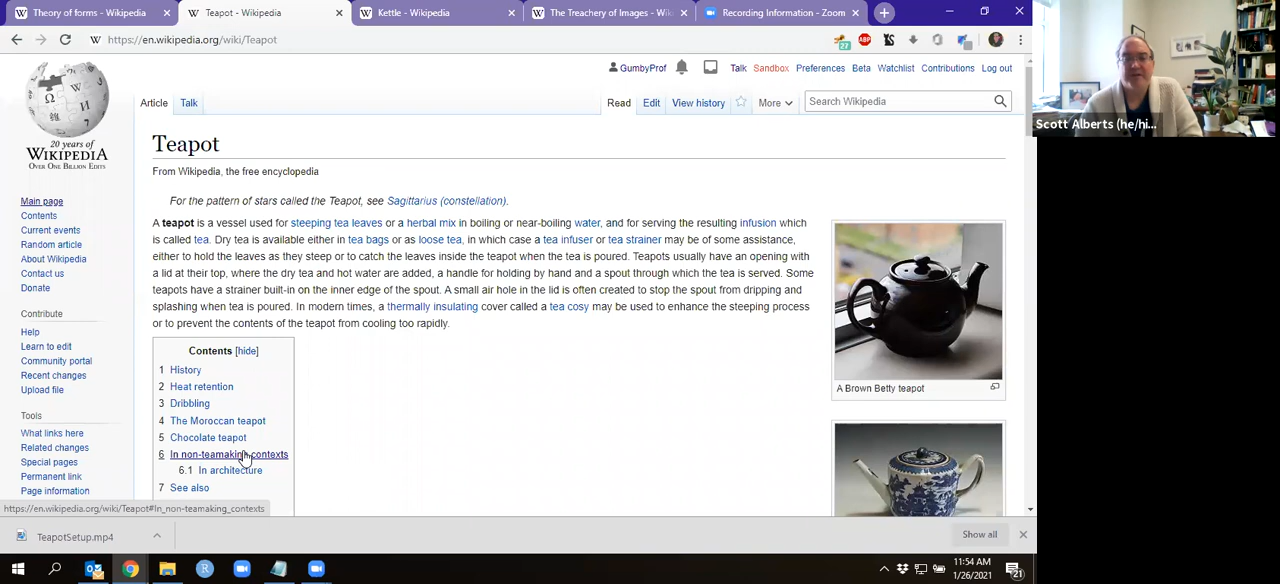 Theory of forms - Wikipedia
Teapot - Wikipedia
Kettle - Wikipedia
The Treachery of Images - Wik
Recording Information - Zoom
https://en.wikipedia.org/wiki/Teapot
27
ABP
GumbyProf
Talk
Sandbox
Preferences
Beta
Watchlist
Contributions
Log out
Article
Talk
Read
Edit
View history
More
Search Wikipedia
20 years of
WIKIPEDIA
OVER ONE BILLION EDITS
Main page
Contents
Current events
Random article
About Wikipedia
Contact us
Donate
Contribute
Help
Learn to edit
Community portal
Recent changes
Upload file
Tools
What links here
Related changes
Special pages
Permanent link
Page information
Teapot
From Wikipedia, the free encyclopedia
For the pattern of stars called the Teapot, see Sagittarius (constellation).
A teapot is a vessel used for steeping tea leaves or a herbal mix in boiling or near-boiling water, and for serving the resulting infusion which
is called tea. Dry tea is available either in tea bags or as loose tea, in which case a tea infuser or tea strainer may be of some assistance,
either to hold the leaves as they steep or to catch the leaves inside the teapot when the tea is poured. Teapots usually have an opening with
a lid at their top, where the dry tea and hot water are added, a handle for holding by hand and a spout through which the tea is served. Some
teapots have a strainer built-in on the inner edge of the spout. A small air hole in the lid is often created to stop the spout from dripping and
splashing when tea is poured. In modern times, a thermally insulating cover called a tea cosy may be used to enhance the steeping process
or to prevent the contents of the teapot from cooling too rapidly.
Contents [hide]
1 History
2 Heat retention
3 Dribbling
4 The Moroccan teapot
5 Chocolate teapot
6 In non-teamaking contexts
6.1 In architecture
7 See also
A Brown Betty teapot
https://en.wikipedia.org/wiki/Teapot#In_non-teamaking_contexts
TeapotSetup.mp4
Show all
11:54 AM
1/26/2021
21
Scott Alberts (he/hi...